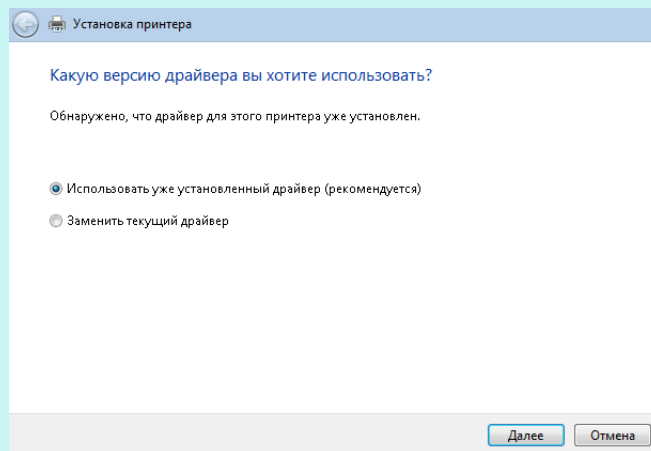 Установка принтера
Какую версию драйвера вы хотите использовать?
Обнаружено, что драйвер для этого принтера уже установлен.
Использовать уже установленный драйвер (рекомендуется)
Заменить текущий драйвер
Далее
Отмена